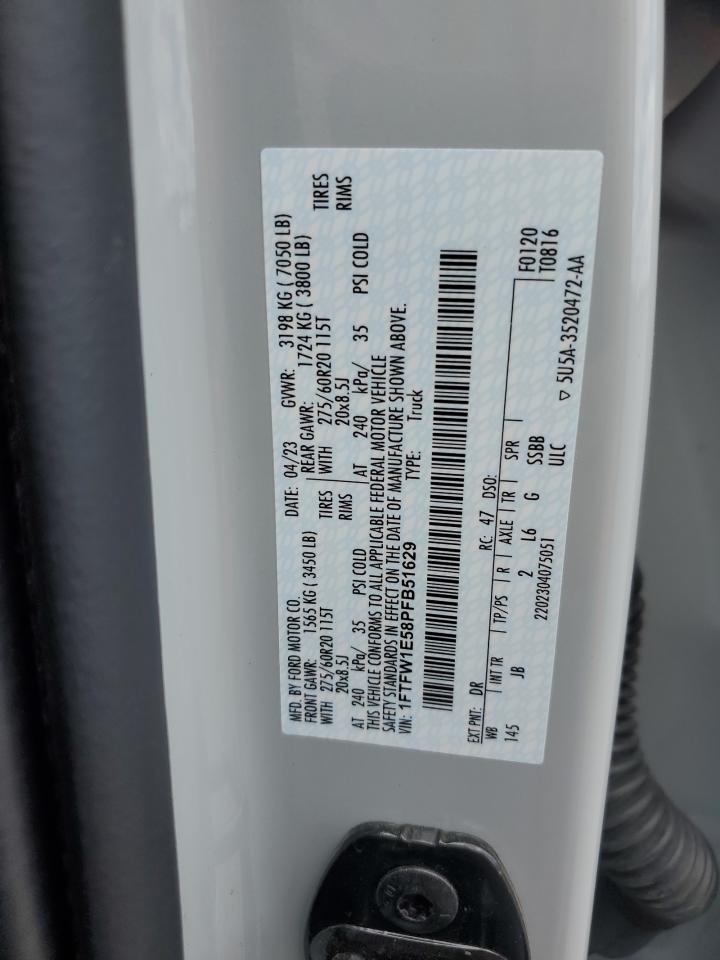 MFD. BY FORD MOTOR CO.
DATE: 04/23 GVWR: 3198 KG ( 7050 LB)
FRONT GAWR: 1565 KG ( 3450 LB) REAR GAWR: 1724 KG ( 3800 LB)
WITH 275/60R20 115T TIRES WITH 275/60R20 115T TIRES
20x8.5J RIMS 20x8.5J RIMS
AT 240 kPa/ 35 PSI COLD AT 240 kPa/ 35 PSI COLD
THIS VEHICLE CONFORMS TO ALL APPLICABLE FEDERAL MOTOR VEHICLE
SAFETY STANDARDS IN EFFECT ON THE DATE OF MANUFACTURE SHOWN ABOVE.
VIN: 1FTFW1E58PFB51629 TYPE: Truck
EXT PNT: DR RC: 47 DSO: F0120
WB INT TR TP/PS R AXLE TR SPR T0816
145 JB 2 L6 G SSBB
2202304075051 ULC ▽ 5U5A-3520472-AA